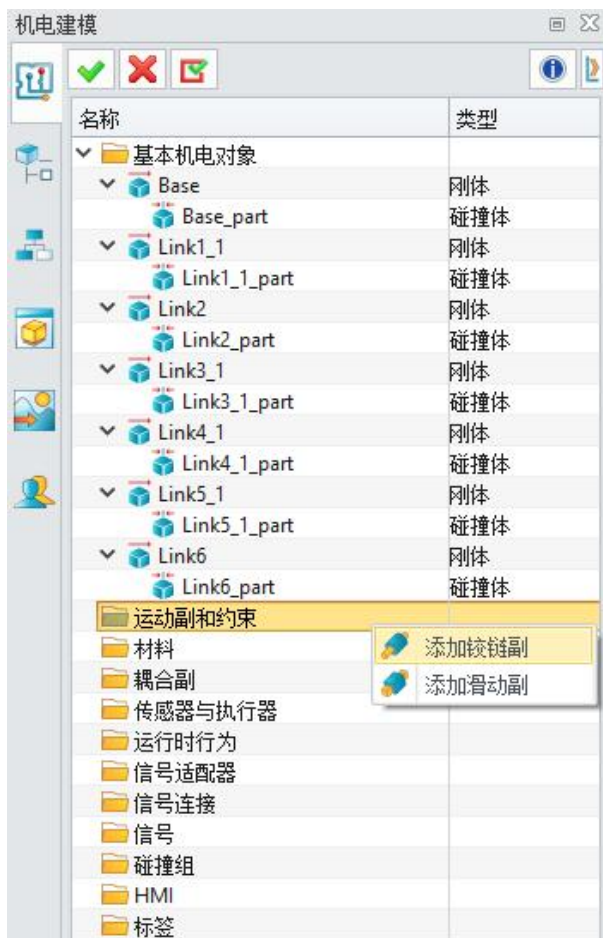 机电建模
名称 类型
基本机电对象
Base 刚体
Base_part 碰撞体
Link1_1 刚体
Link1_1_part 碰撞体
Link2 刚体
Link2_part 碰撞体
Link3_1 刚体
Link3_1_part 碰撞体
Link4_1 刚体
Link4_1_part 碰撞体
Link5_1 刚体
Link5_1_part 碰撞体
Link6 刚体
Link6_part 碰撞体
运动副和约束
材料 添加铰链副
耦合副 添加滑动副
传感器与执行器
运行时行为
信号适配器
信号连接
信号
碰撞组
HMI
标签